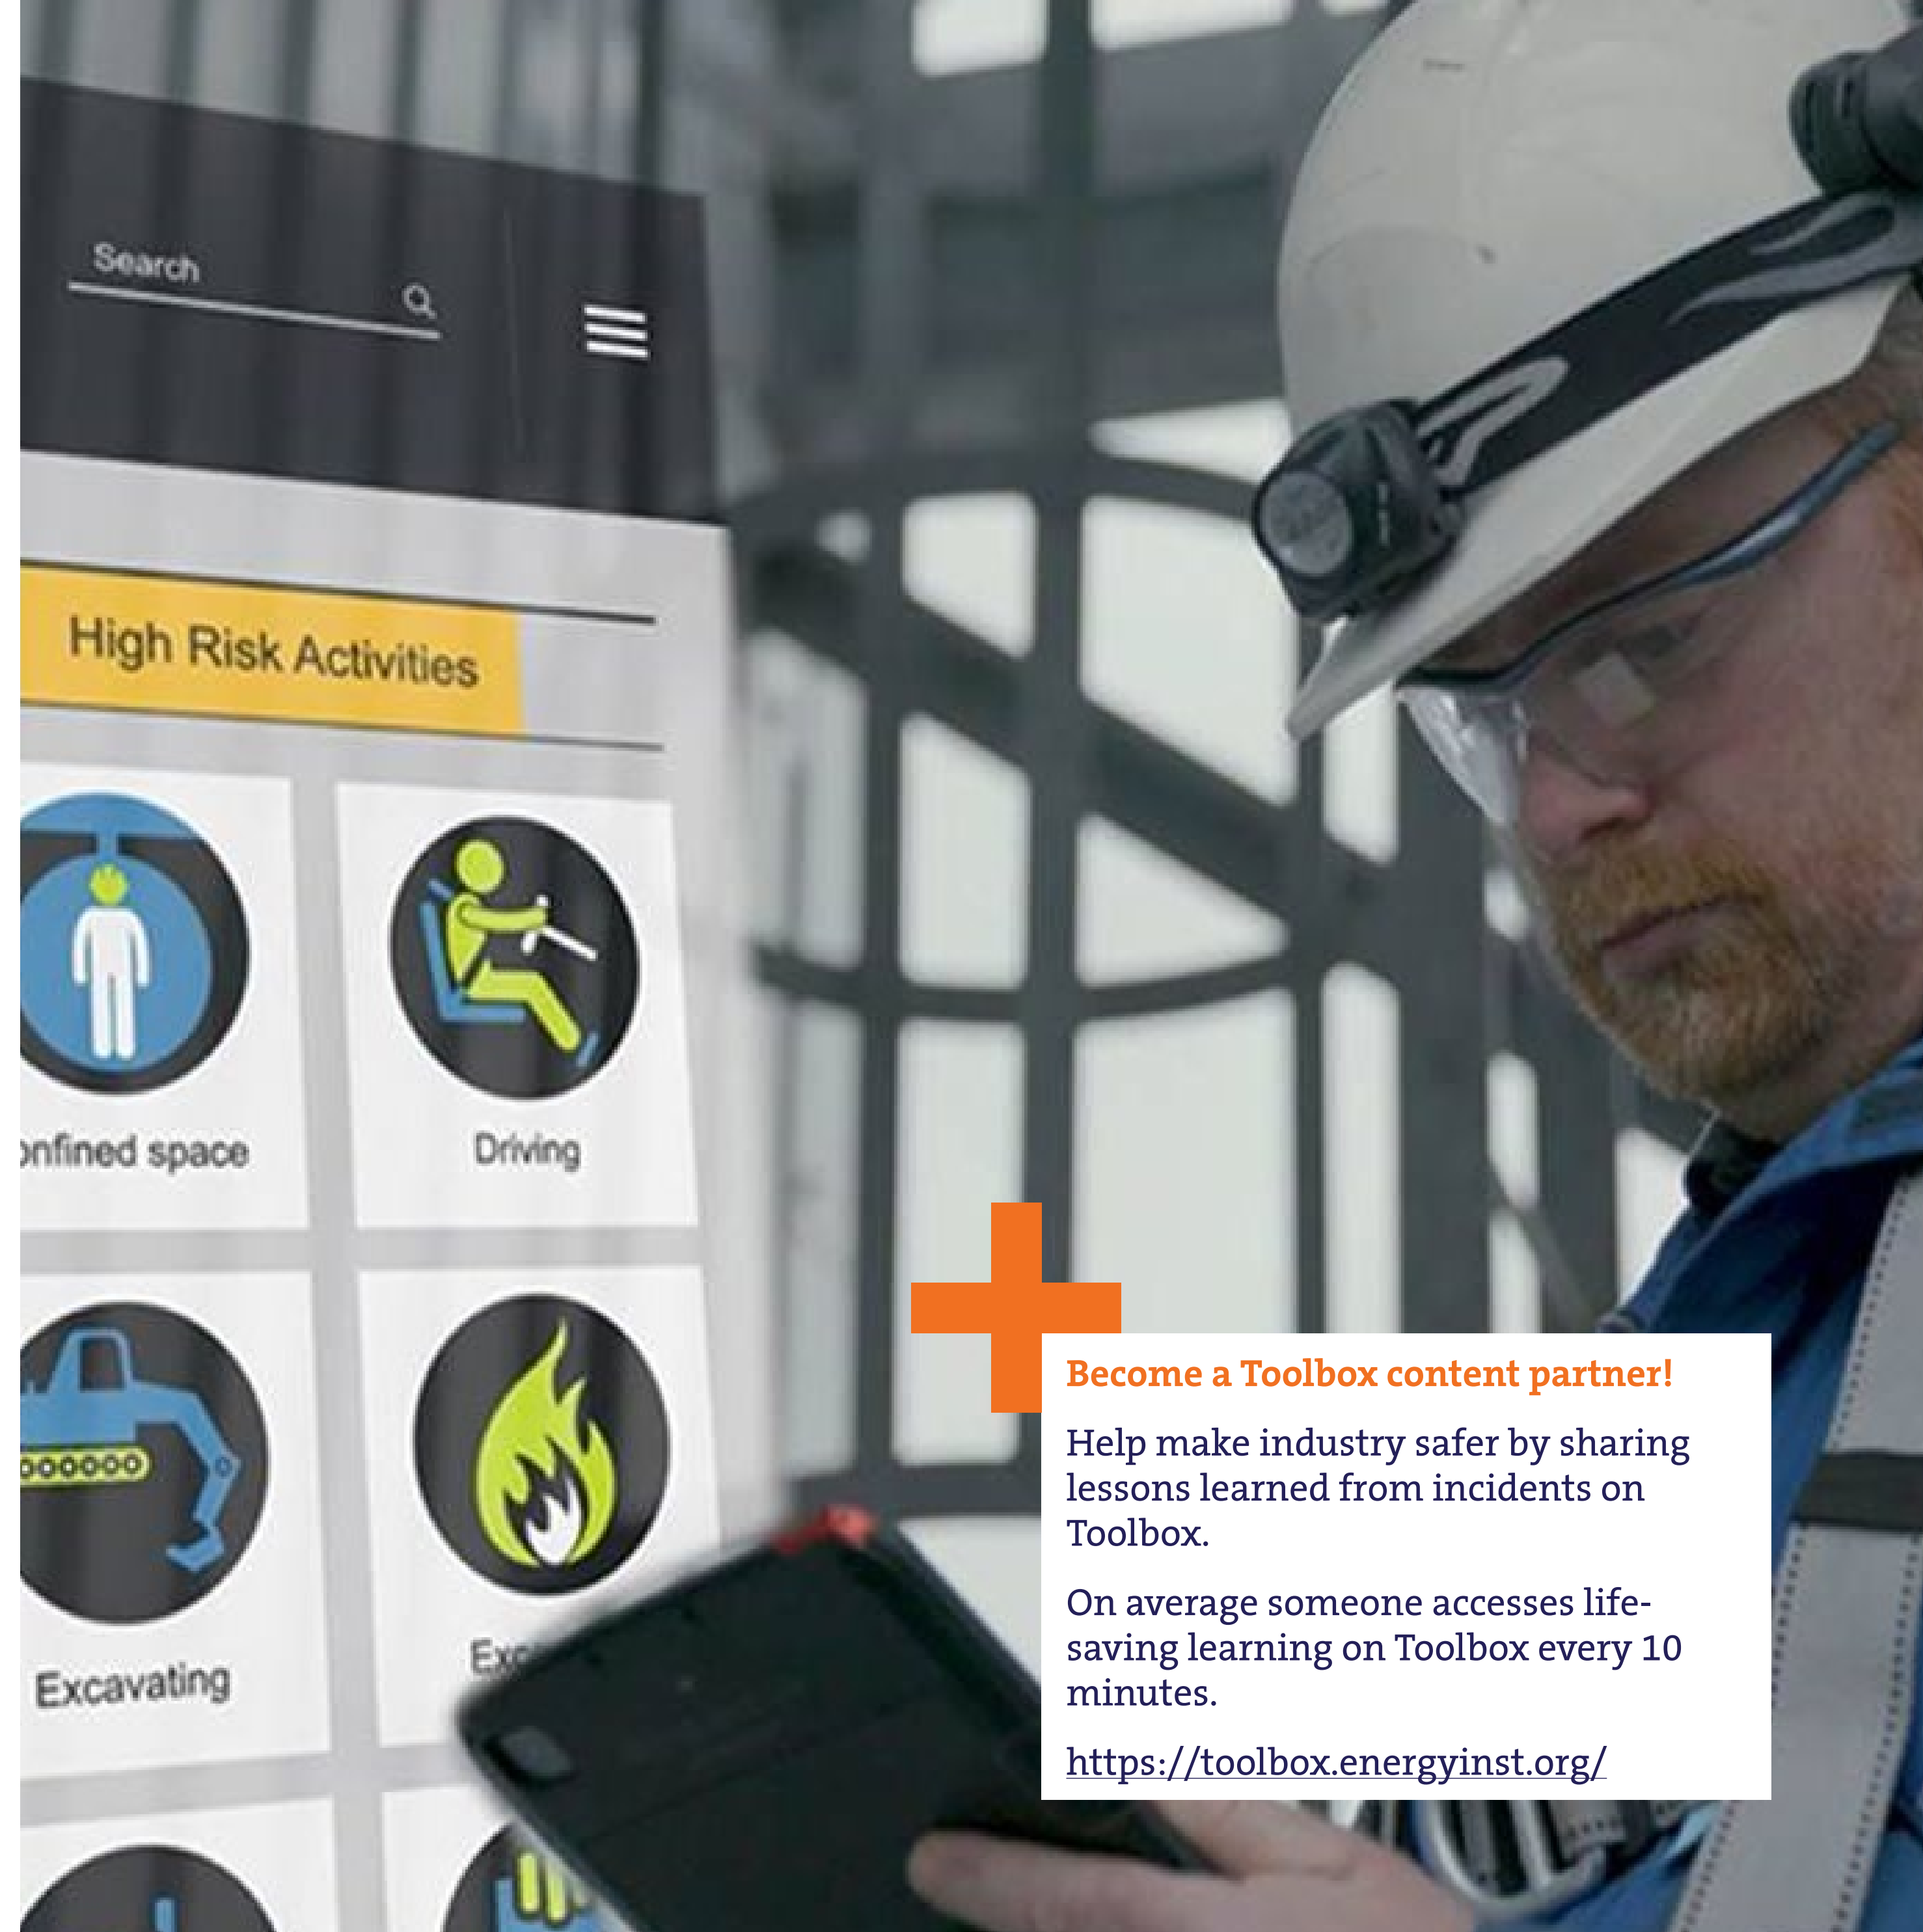 Search
High Risk Activities
onfined space
Driving
Excavating
Become a Toolbox content partner!
Help make industry safer by sharing
lessons learned from incidents on
Toolbox.
On average someone accesses life-
saving learning on Toolbox every 10
minutes.
https://toolbox.energyinst.org/